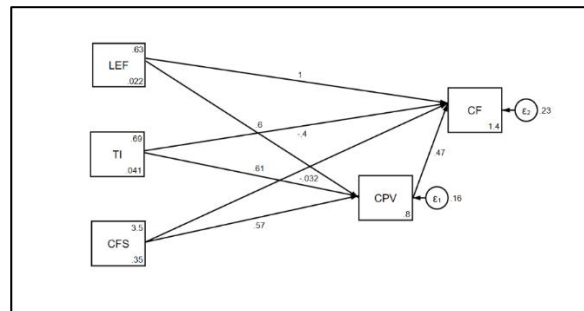 .63
LEF
.022
1
CF
1.4
ε₂
.23
6
-.4
.69
TI
.041
.61
-.032
.47
CPV
.8
ε₁
.16
3.5
CFS
.35
.57